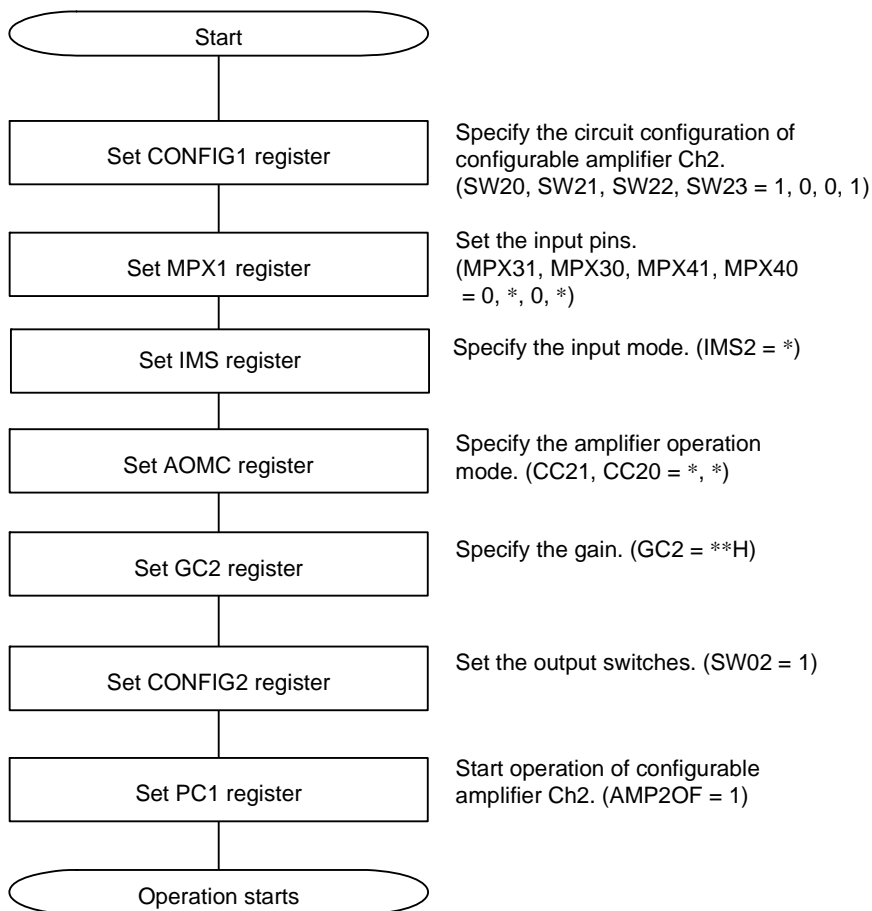 Start
Set CONFIG1 register
Specify the circuit configuration of
configurable amplifier Ch2.
(SW20, SW21, SW22, SW23 = 1, 0, 0, 1)
Set MPX1 register
Set the input pins.
(MPX31, MPX30, MPX41, MPX40
= 0, *, 0, *)
Set IMS register
Specify the input mode. (IMS2 = *)
Set AOMC register
Specify the amplifier operation
mode. (CC21, CC20 = *, *)
Set GC2 register
Specify the gain. (GC2 = **H)
Set CONFIG2 register
Set the output switches. (SW02 = 1)
Set PC1 register
Start operation of configurable
amplifier Ch2. (AMP2OF = 1)
Operation starts